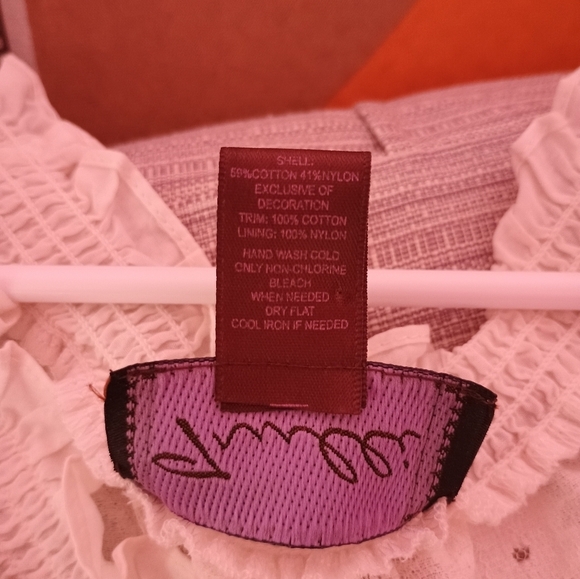 SHELL:
59%COTTON 41%NYLON
EXCLUSIVE OF
DECORATION
TRIM: 100% COTTON
LINING: 100% NYLON
HAND WASH COLD
ONLY NON-CHLORIME
BLEACH
WHEN NEEDED
DRY FLAT
COOL IRON IF NEEDED